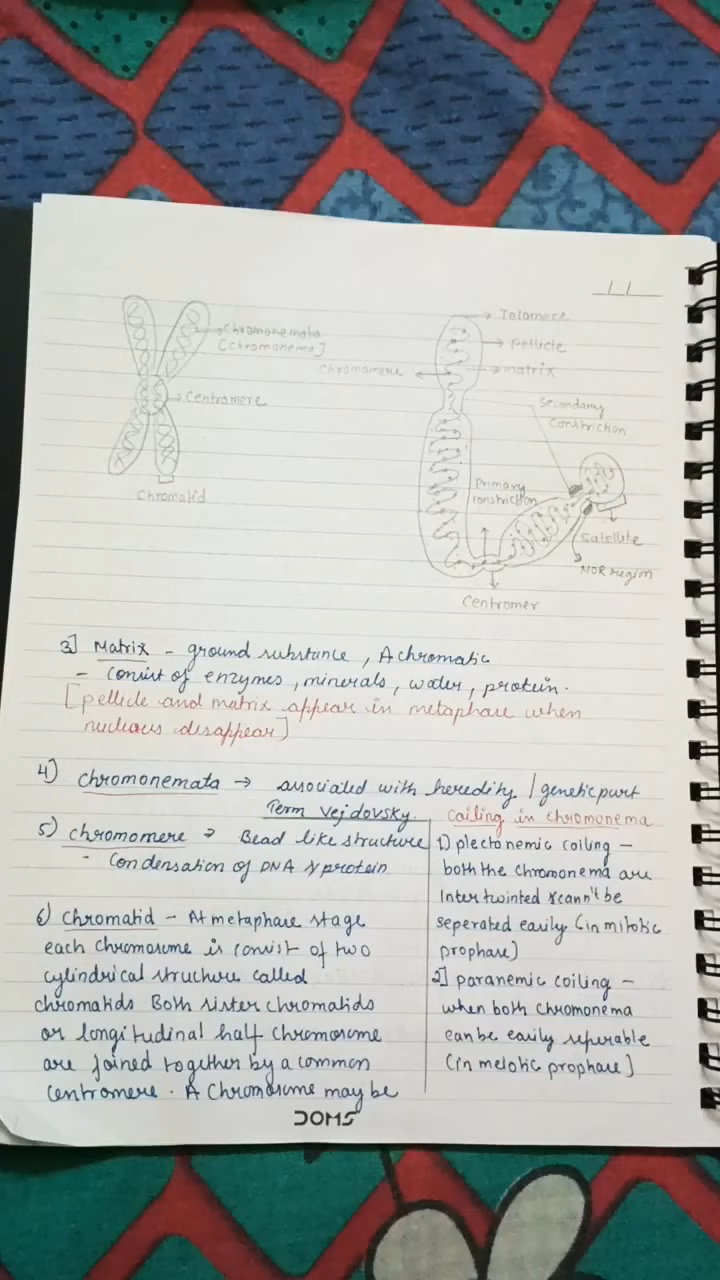 Chromonemata
[chromonema]
Centromere
Chromatid
Telomere
pellicle
matrix
chromomere
Secondary
constriction
Primary
constriction
Satellite
NOR region
Centromer
3] Matrix - ground substance, Achromatic
- consist of enzymes, minerals, water, protein.
[pellicle and matrix appear in metaphase when
nucleous disappear]
4) chromonemata → associated with heredity / genetic part
Term Vejdovsky.
5) chromomere → Bead like structure
- Condensation of DNA & protein
6) Chromatid - At metaphase stage
each Chromosome is consist of two
cylindrical structure called
chromatids Both sister chromatids
or longitudinal half chromosome
are joined together by a common
Centromere. A Chromosome may be
Coiling in chromonema
1) plectonemic coiling -
both the chromonema are
Inter twinted & cann't be
seperated easily (in mitotic
prophase)
2] paranemic coiling -
when both chromonema
can be easily seperable
(in meiotic prophase]
DOMS